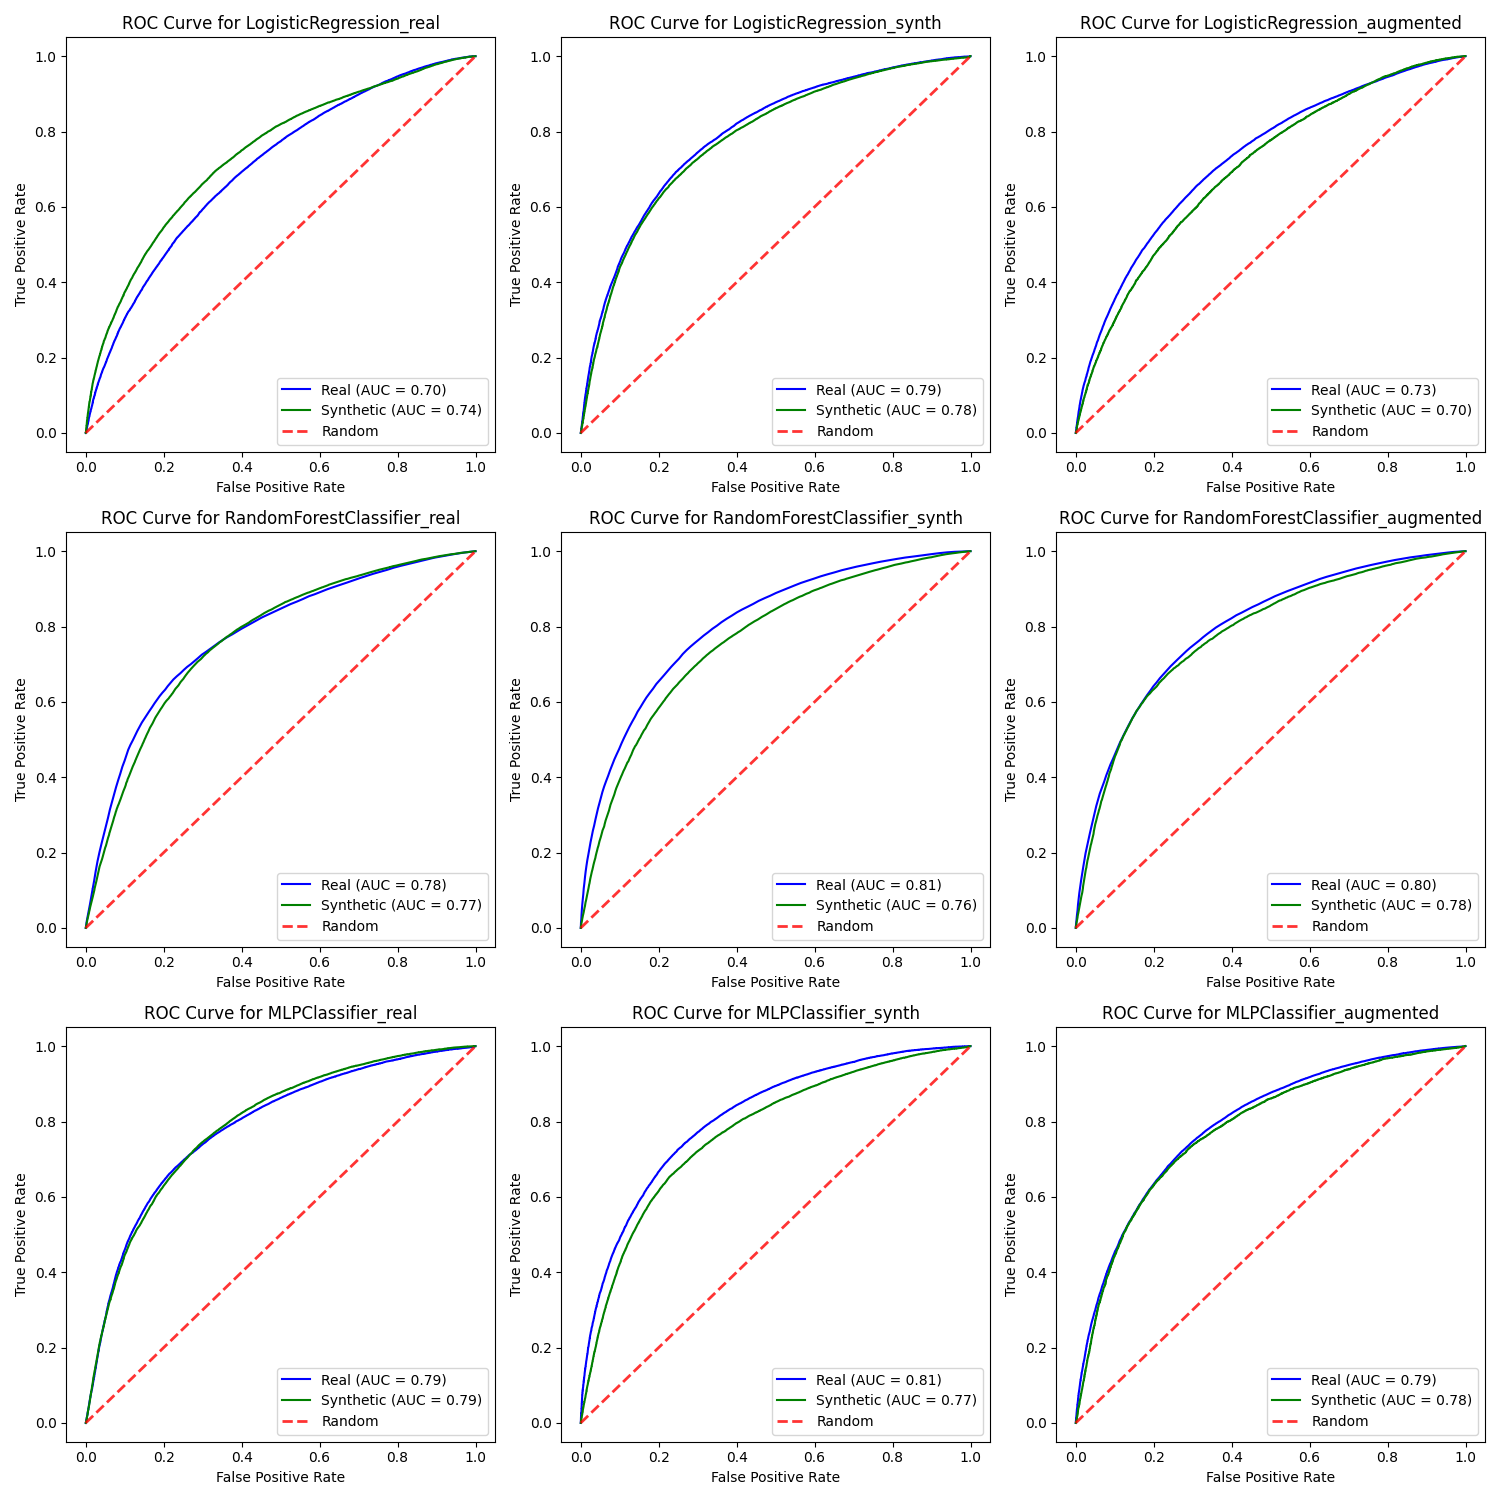 ROC Curve for LogisticRegression_real
1.0
0.8
0.6
0.4
0.2
0.0
True Positive Rate
Real (AUC = 0.70)
Synthetic (AUC = 0.74)
Random
0.0 0.2 0.4 0.6 0.8 1.0
False Positive Rate
ROC Curve for LogisticRegression_synth
1.0
0.8
0.6
0.4
0.2
0.0
True Positive Rate
Real (AUC = 0.79)
Synthetic (AUC = 0.78)
Random
0.0 0.2 0.4 0.6 0.8 1.0
False Positive Rate
ROC Curve for LogisticRegression_augmented
1.0
0.8
0.6
0.4
0.2
0.0
True Positive Rate
Real (AUC = 0.73)
Synthetic (AUC = 0.70)
Random
0.0 0.2 0.4 0.6 0.8 1.0
False Positive Rate
ROC Curve for RandomForestClassifier_real
1.0
0.8
0.6
0.4
0.2
0.0
True Positive Rate
Real (AUC = 0.78)
Synthetic (AUC = 0.77)
Random
0.0 0.2 0.4 0.6 0.8 1.0
False Positive Rate
ROC Curve for RandomForestClassifier_synth
1.0
0.8
0.6
0.4
0.2
0.0
True Positive Rate
Real (AUC = 0.81)
Synthetic (AUC = 0.76)
Random
0.0 0.2 0.4 0.6 0.8 1.0
False Positive Rate
ROC Curve for RandomForestClassifier_augmented
1.0
0.8
0.6
0.4
0.2
0.0
True Positive Rate
Real (AUC = 0.80)
Synthetic (AUC = 0.78)
Random
0.0 0.2 0.4 0.6 0.8 1.0
False Positive Rate
ROC Curve for MLPClassifier_real
1.0
0.8
0.6
0.4
0.2
0.0
True Positive Rate
Real (AUC = 0.79)
Synthetic (AUC = 0.79)
Random
0.0 0.2 0.4 0.6 0.8 1.0
False Positive Rate
ROC Curve for MLPClassifier_synth
1.0
0.8
0.6
0.4
0.2
0.0
True Positive Rate
Real (AUC = 0.81)
Synthetic (AUC = 0.77)
Random
0.0 0.2 0.4 0.6 0.8 1.0
False Positive Rate
ROC Curve for MLPClassifier_augmented
1.0
0.8
0.6
0.4
0.2
0.0
True Positive Rate
Real (AUC = 0.79)
Synthetic (AUC = 0.78)
Random
0.0 0.2 0.4 0.6 0.8 1.0
False Positive Rate